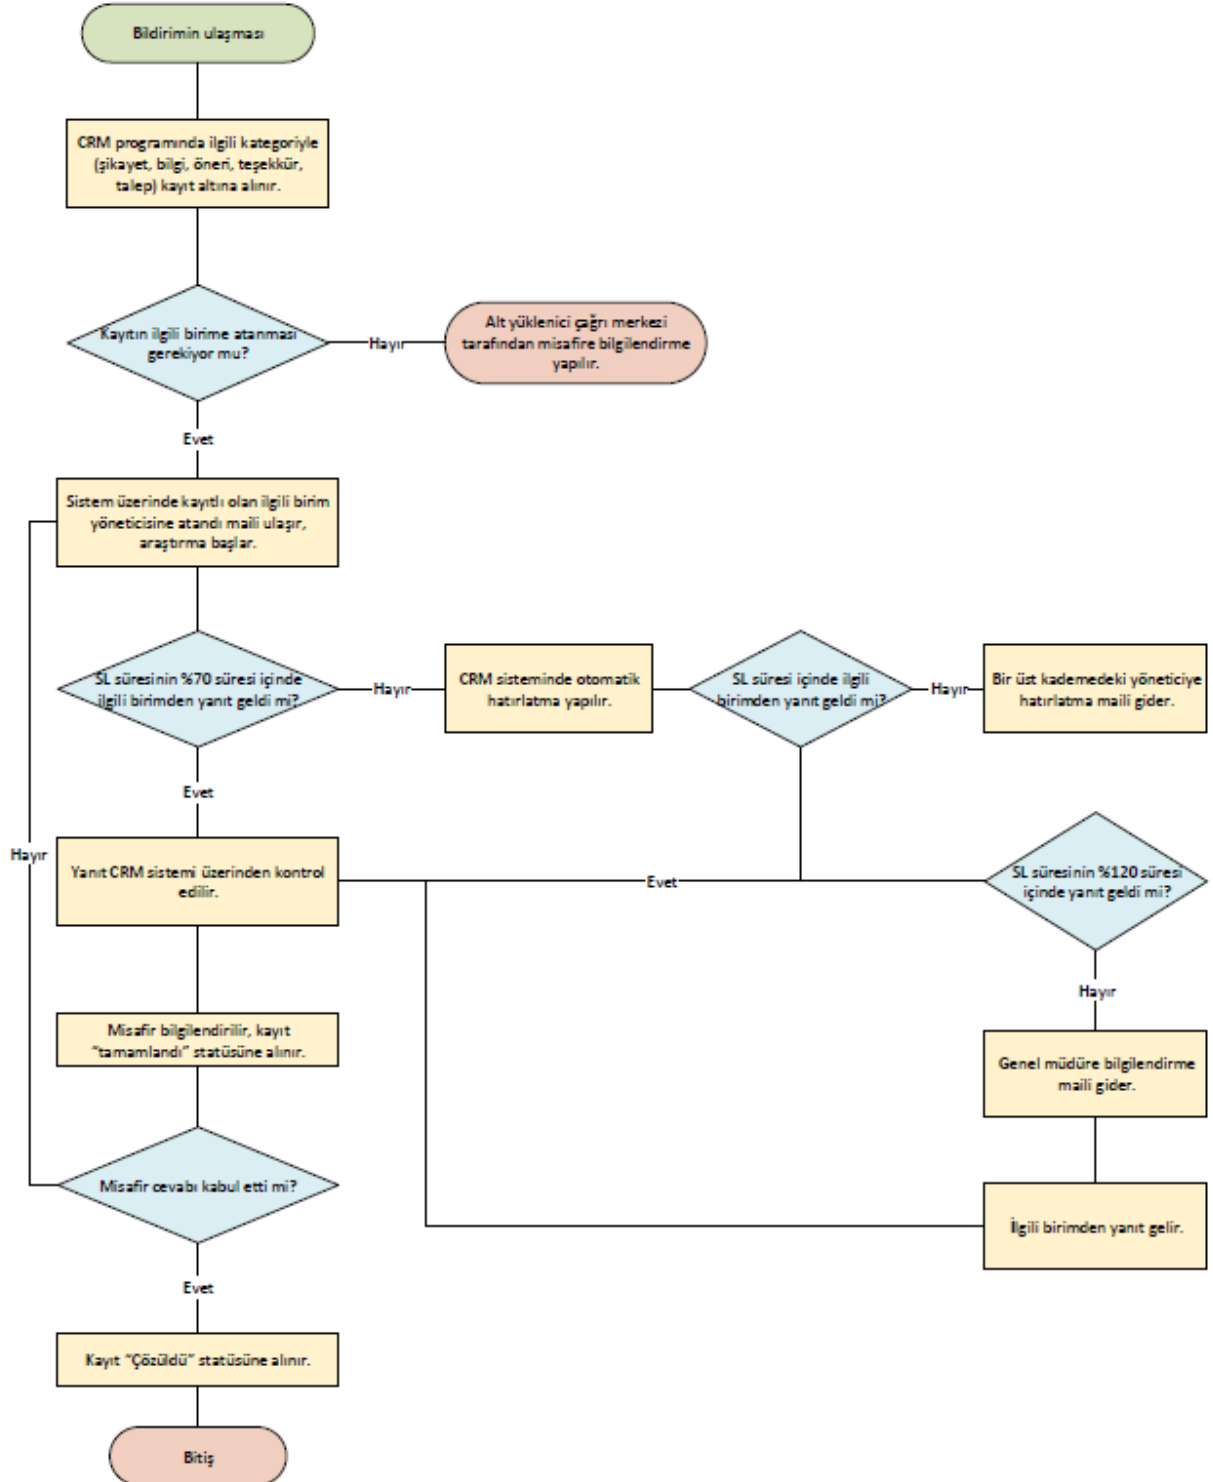 Bildirimin ulaşması
CRM programında ilgili kategoriyle
(şikayet, bilgi, öneri, teşekkür,
talep) kayıt altına alınır.
Kayıtın ilgili birime atanması
gerekiyor mu?
Hayır
Alt yüklenici çağrı merkezi
tarafından misafire bilgilendirme
yapılır.
Evet
Sistem üzerinde kayıtlı olan ilgili birim
yöneticisine atandı maili ulaşır,
araştırma başlar.
SL süresinin %70 süresi içinde
ilgili birimden yanıt geldi mi?
Hayır
CRM sisteminde otomatik
hatırlatma yapılır.
SL süresi içinde ilgili
birimden yanıt geldi mi?
Hayır
Bir üst kademedeki yöneticiye
hatırlatma maili gider.
Evet
Hayır
Yanıt CRM sistemi üzerinden kontrol
edilir.
Evet
SL süresinin %120 süresi
içinde yanıt geldi mi?
Hayır
Misafir bilgilendirilir, kayıt
“tamamlandı” statüsüne alınır.
Genel müdüre bilgilendirme
maili gider.
Misafir cevabı kabul etti mi?
İlgili birimden yanıt gelir.
Evet
Kayıt “Çözüldü” statüsüne alınır.
Bitiş